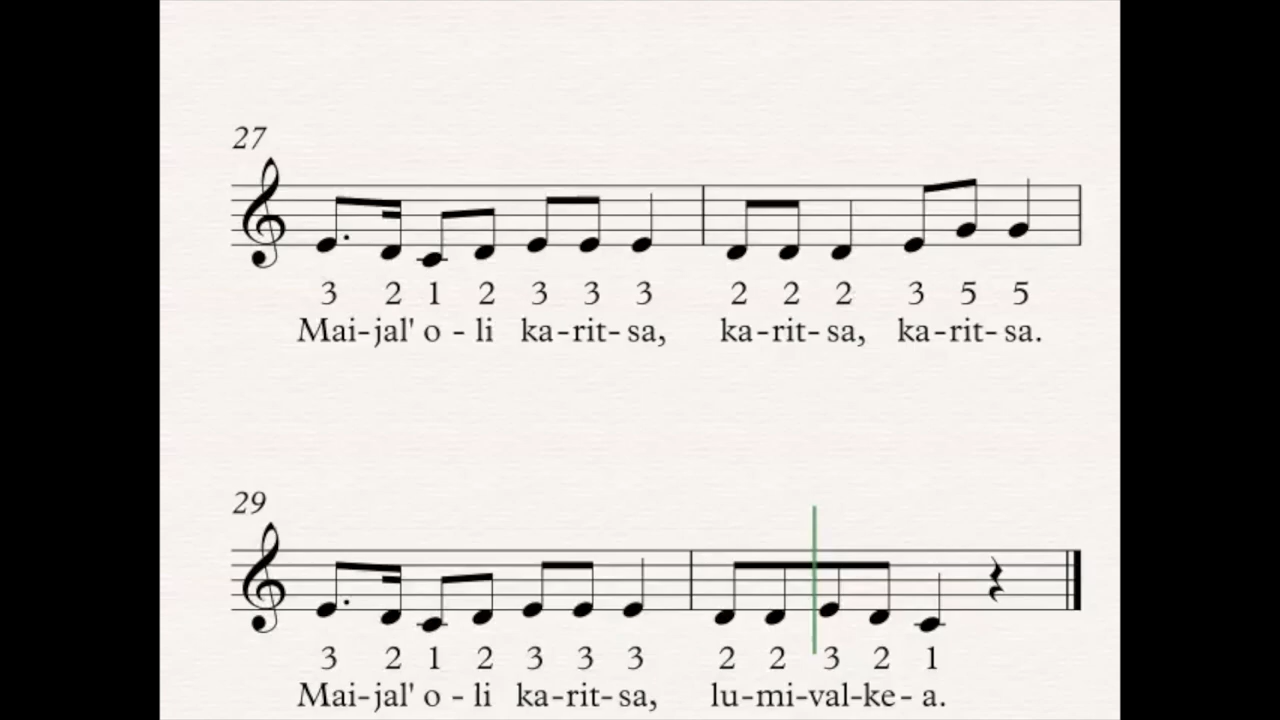 27
3 2 1 2 3 3 3 2 2 2 3 5 5
Mai-jal' o - li ka-rit-sa, ka-rit-sa, ka-rit-sa.
29
3 2 1 2 3 3 3 2 2 3 2 1
Mai-jal' o - li ka-rit-sa, lu-mi-val-ke-a.